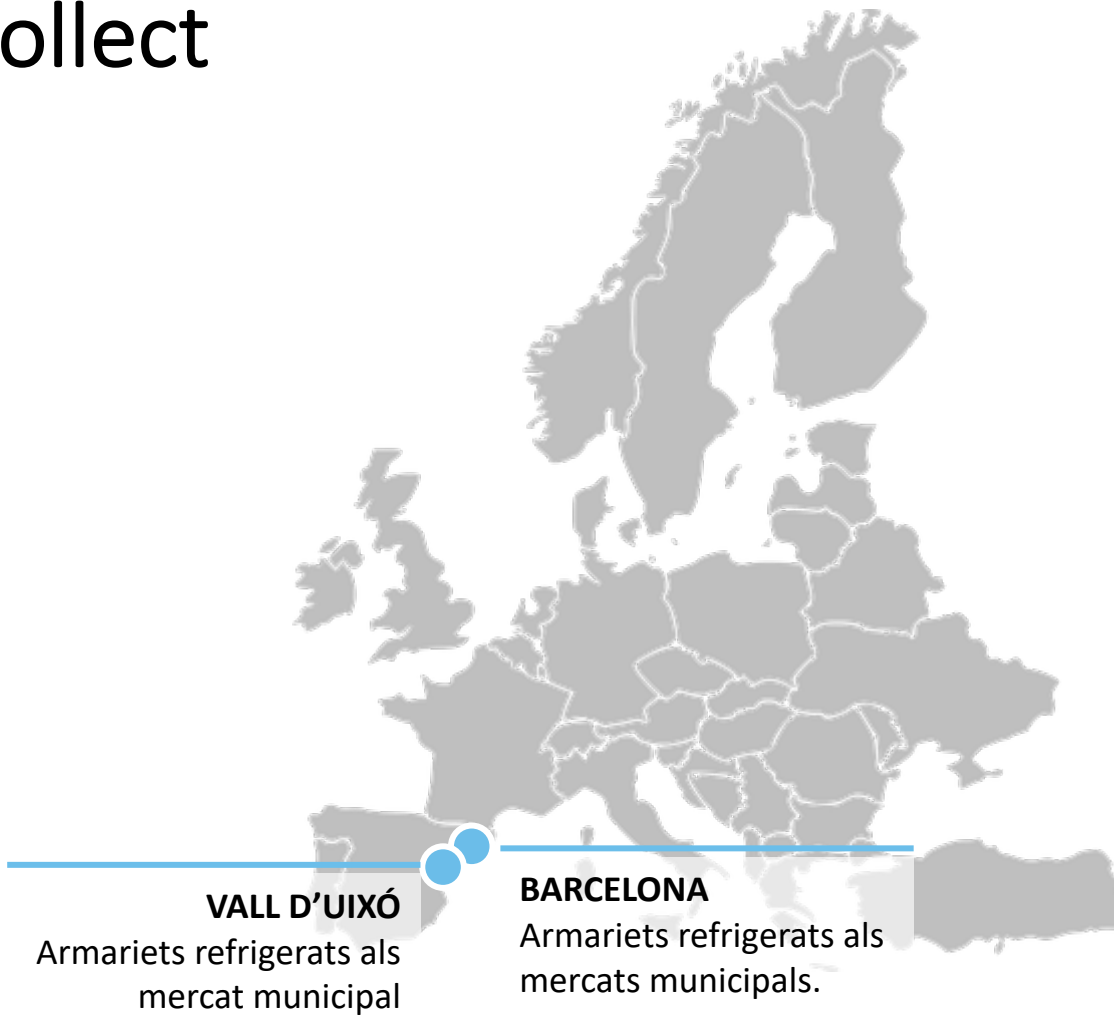 ollect
VALL D’UIXÓ
Armariets refrigerats als
mercat municipal
BARCELONA
Armariets refrigerats als
mercats municipals.